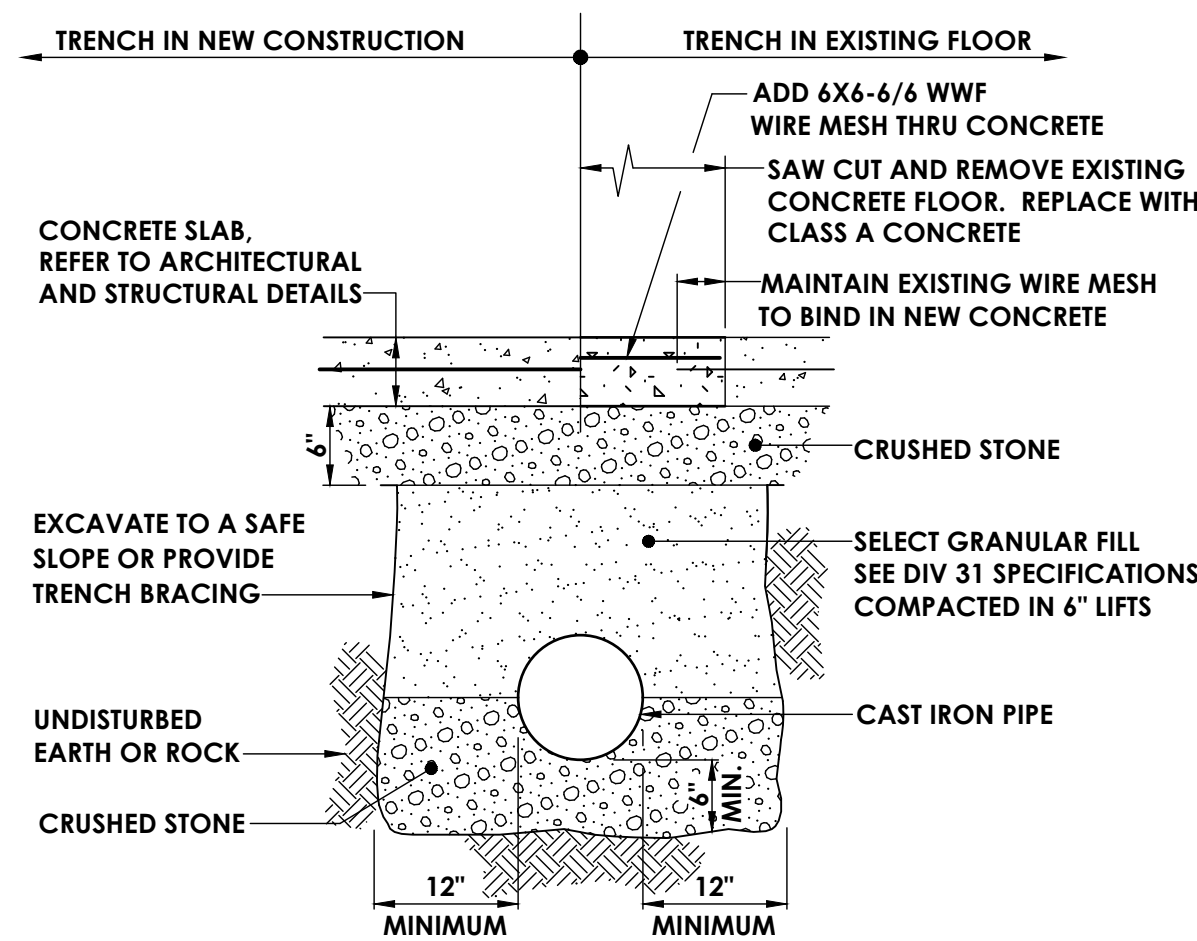 TRENCH IN NEW CONSTRUCTION
TRENCH IN EXISTING FLOOR
ADD 6X6-6/6 WWF
WIRE MESH THRU CONCRETE
SAW CUT AND REMOVE EXISTING
CONCRETE FLOOR. REPLACE WITH
CLASS A CONCRETE
CONCRETE SLAB,
REFER TO ARCHITECTURAL
AND STRUCTURAL DETAILS
MAINTAIN EXISTING WIRE MESH
TO BIND IN NEW CONCRETE
6"
CRUSHED STONE
EXCAVATE TO A SAFE
SLOPE OR PROVIDE
TRENCH BRACING
SELECT GRANULAR FILL
SEE DIV 31 SPECIFICATIONS
COMPACTED IN 6" LIFTS
UNDISTURBED
EARTH OR ROCK
CAST IRON PIPE
6"
MIN.
CRUSHED STONE
12"
MINIMUM
12"
MINIMUM